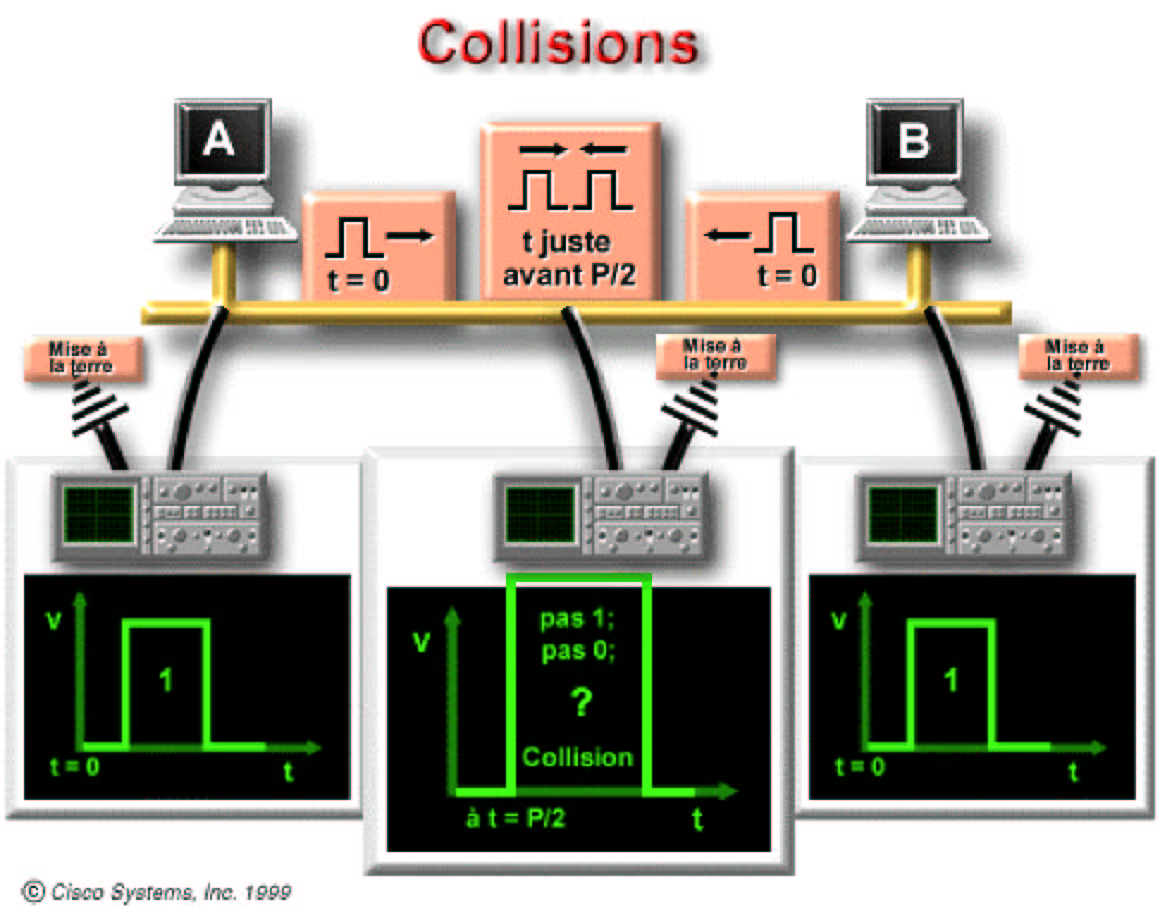 Collisions
A
B
t = 0
t juste
avant P/2
t = 0
Mise à
la terre
Mise à
la terre
Mise à
la terre
V
1
t = 0
t
V
pas 1;
pas 0;
?
Collision
à t = P/2
t
V
1
t = 0
t
© Cisco Systems, Inc. 1999